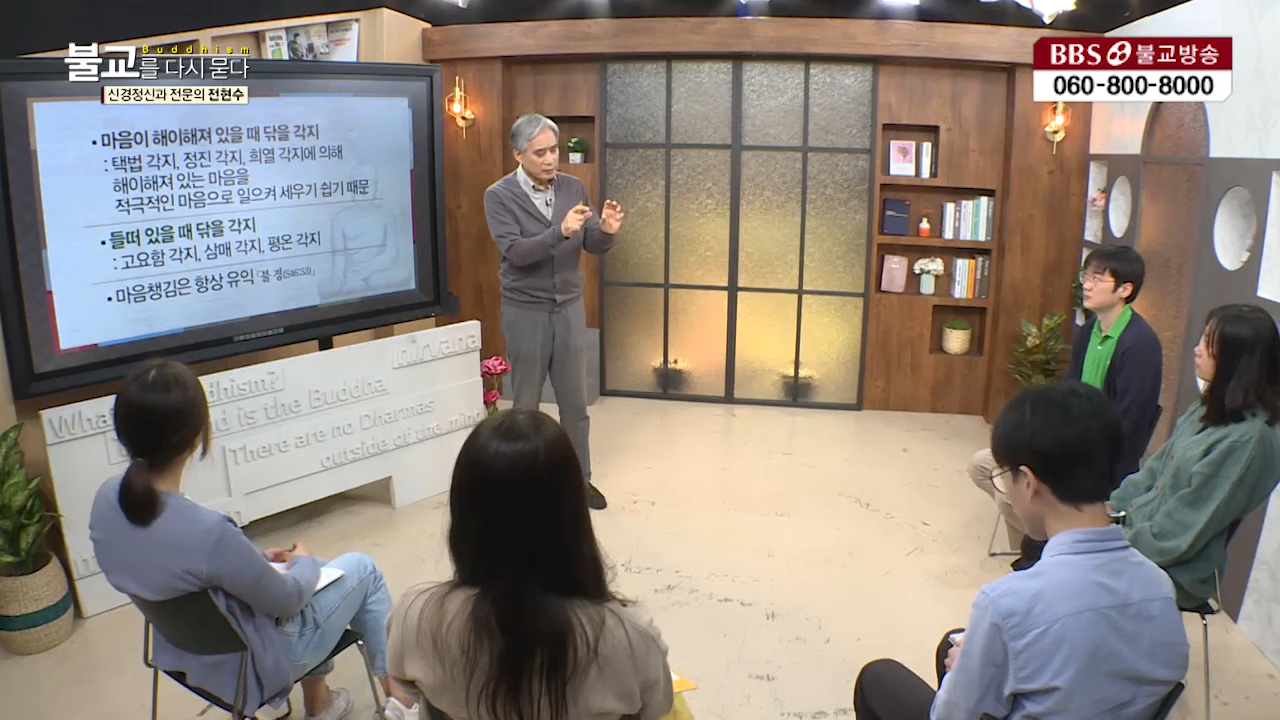 Buddhism
불교를 다시 묻다
신경정신과 전문의 전현수
BBS 불교방송
060-800-8000
• 마음이 해이해져 있을 때 닦을 각지
: 택법 각지, 정진 각지, 희열 각지에 의해
해이해져 있는 마음을
적극적인 마음으로 일으켜 세우기 쉽기 때문
• 들떠 있을 때 닦을 각지
: 고요함 각지, 삼매 각지, 평온 각지
• 마음챙김은 항상 유익 「불 경(S46:53)」
nirvana
is the Buddha
There are no Dharmas
outside of the mind